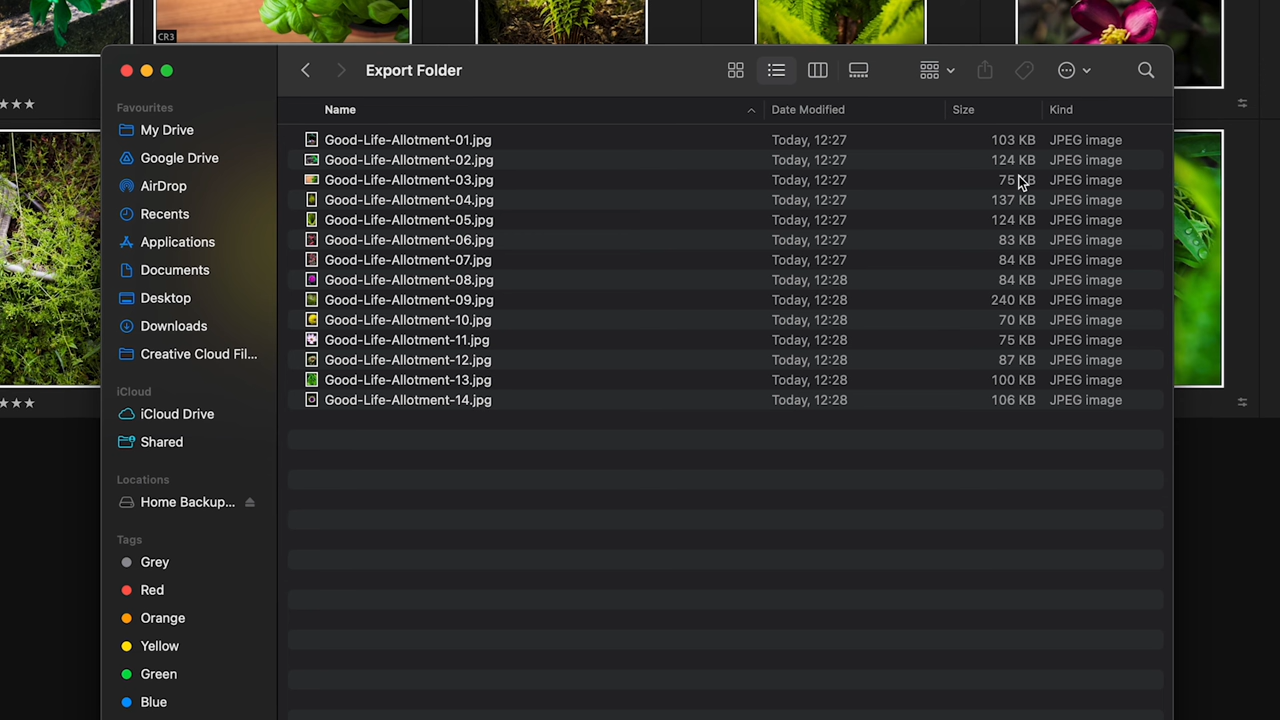 CR3
★★★
★★★
Export Folder
Favourites
My Drive
Google Drive
AirDrop
Recents
Applications
Documents
Desktop
Downloads
Creative Cloud Fil...
iCloud
iCloud Drive
Shared
Locations
Home Backup...
Tags
Grey
Red
Orange
Yellow
Green
Blue
Name Date Modified Size Kind
Good-Life-Allotment-01.jpg Today, 12:27 103 KB JPEG image
Good-Life-Allotment-02.jpg Today, 12:27 124 KB JPEG image
Good-Life-Allotment-03.jpg Today, 12:27 75 KB JPEG image
Good-Life-Allotment-04.jpg Today, 12:27 137 KB JPEG image
Good-Life-Allotment-05.jpg Today, 12:27 124 KB JPEG image
Good-Life-Allotment-06.jpg Today, 12:27 83 KB JPEG image
Good-Life-Allotment-07.jpg Today, 12:27 84 KB JPEG image
Good-Life-Allotment-08.jpg Today, 12:28 84 KB JPEG image
Good-Life-Allotment-09.jpg Today, 12:28 240 KB JPEG image
Good-Life-Allotment-10.jpg Today, 12:28 70 KB JPEG image
Good-Life-Allotment-11.jpg Today, 12:28 75 KB JPEG image
Good-Life-Allotment-12.jpg Today, 12:28 87 KB JPEG image
Good-Life-Allotment-13.jpg Today, 12:28 100 KB JPEG image
Good-Life-Allotment-14.jpg Today, 12:28 106 KB JPEG image